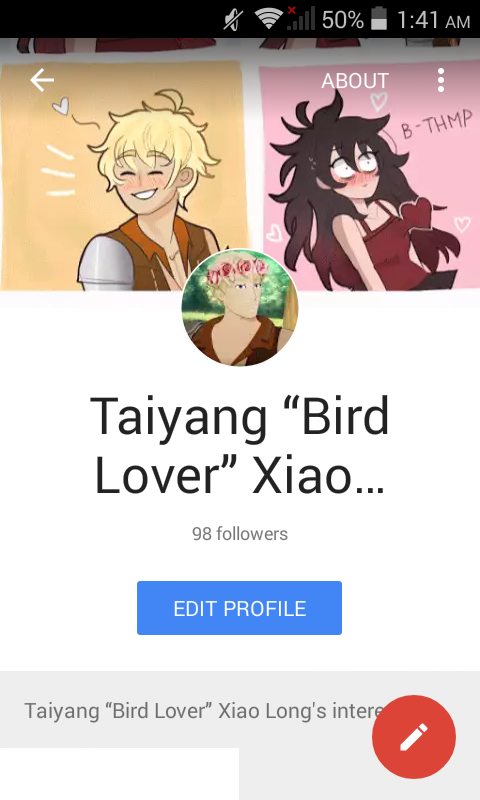 50% 1:41 AM
ABOUT
B-THMP
Taiyang “Bird
Lover” Xiao…
98 followers
EDIT PROFILE
Taiyang “Bird Lover” Xiao Long's intere